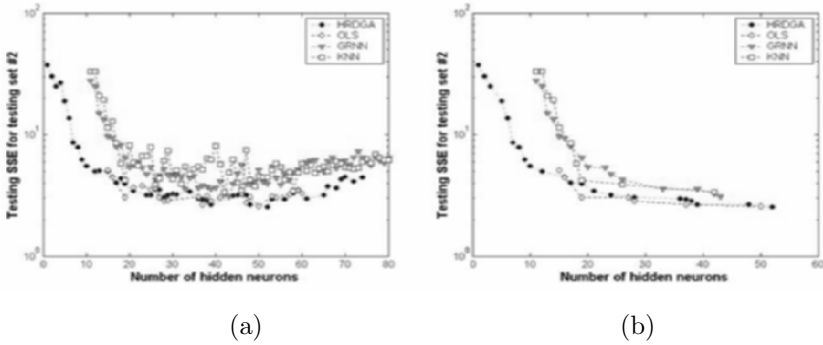 10²
10¹
10⁰
Testing SSE for testing set #2
HRDGA
OLS
GRNN
KNN
0 10 20 30 40 50 60 70 80
Number of hidden neurons
(a)
10²
10¹
10⁰
Testing SSE for testing set #2
HRDGA
OLS
GRNN
KNN
0 10 20 30 40 50 60
Number of hidden neurons
(b)